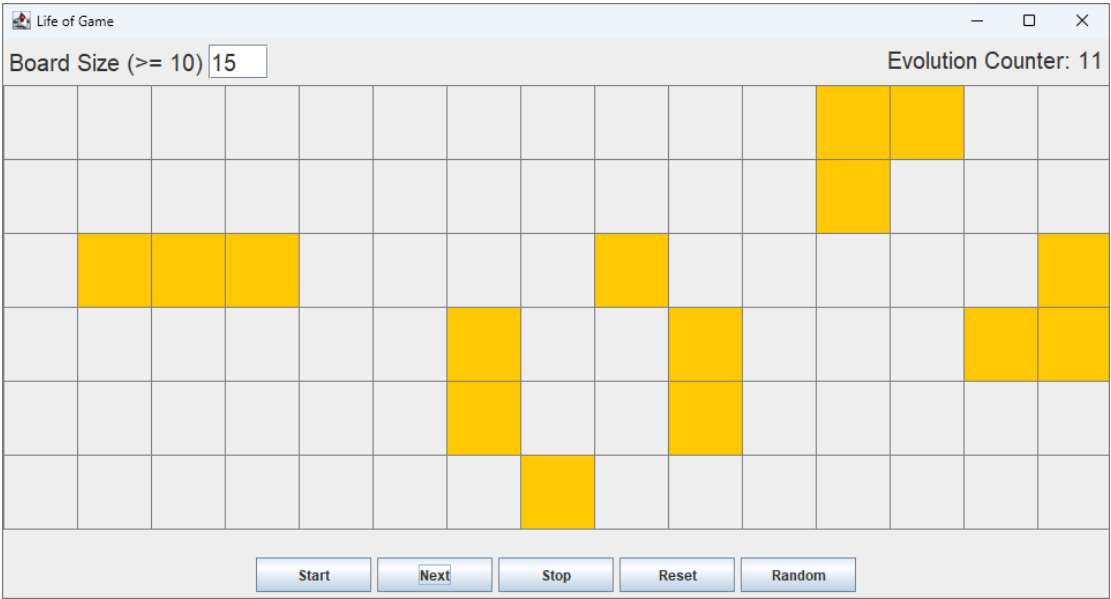 Life of Game
Board Size (>= 10) 15 Evolution Counter: 11
Start Next Stop Reset Random